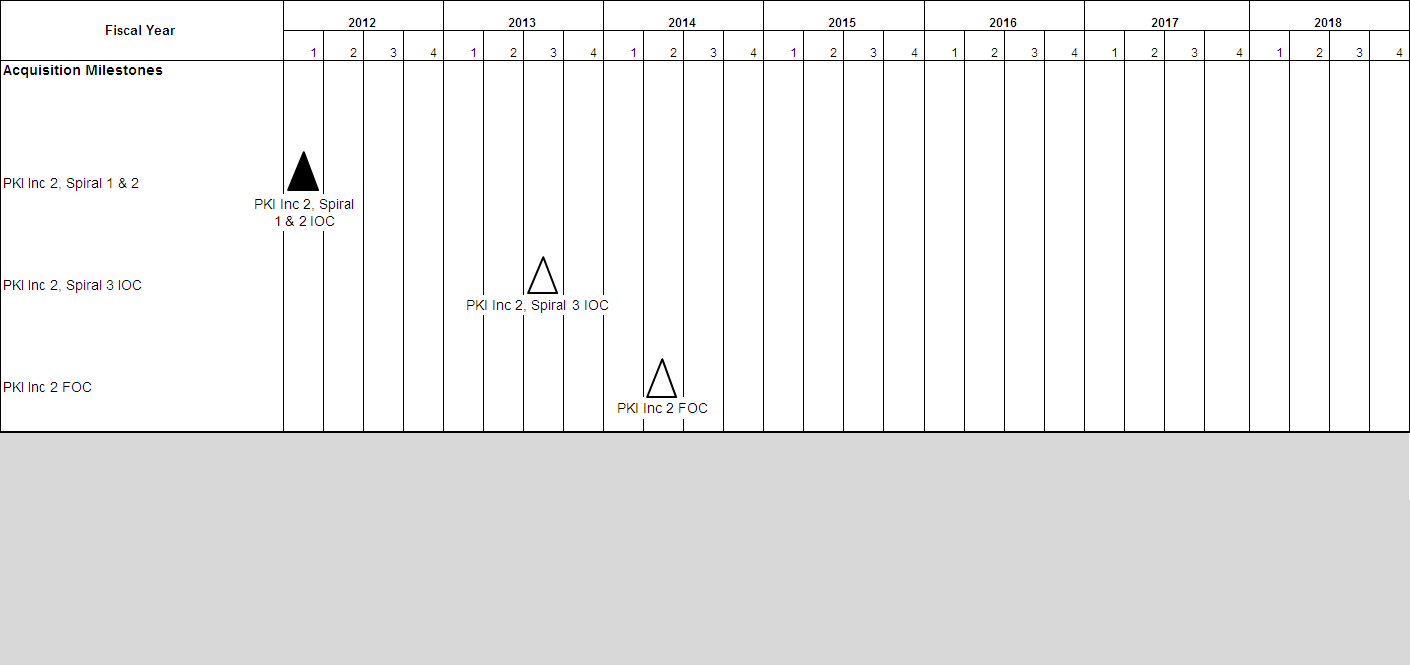 Fiscal Year
2012 2013 2014 2015 2016 2017 2018
1 2 3 4 1 2 3 4 1 2 3 4 1 2 3 4 1 2 3 4 1 2 3 4 1 2 3 4
Acquisition Milestones
PKI Inc 2, Spiral 1 & 2
PKI Inc 2, Spiral
1 & 2 IOC
PKI Inc 2, Spiral 3 IOC
PKI Inc 2, Spiral 3 IOC
PKI Inc 2 FOC
PKI Inc 2 FOC